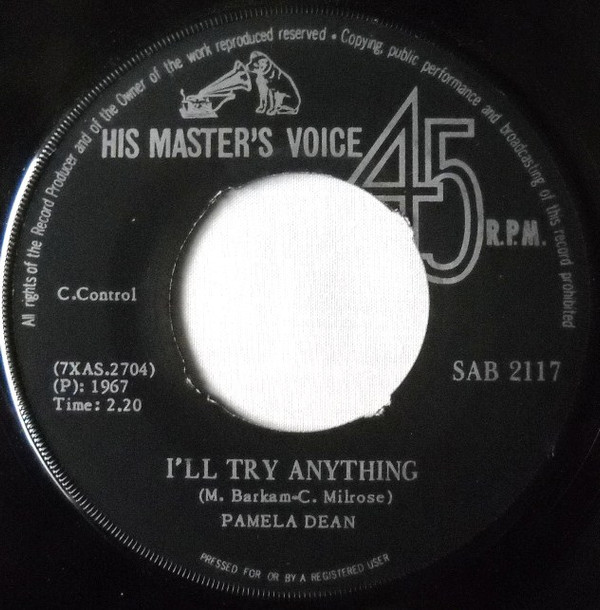 All rights of the Record Producer and of the Owner of the work reproduced reserved • Copying, public performance and broadcasting of this record prohibited
HIS MASTER'S VOICE
45
R.P.M.
C.Control
(7XAS.2704)
(P): 1967
Time: 2.20
SAB 2117
I'LL TRY ANYTHING
(M. Barkam-C. Milrose)
PAMELA DEAN
PRESSED FOR OR BY A REGISTERED USER